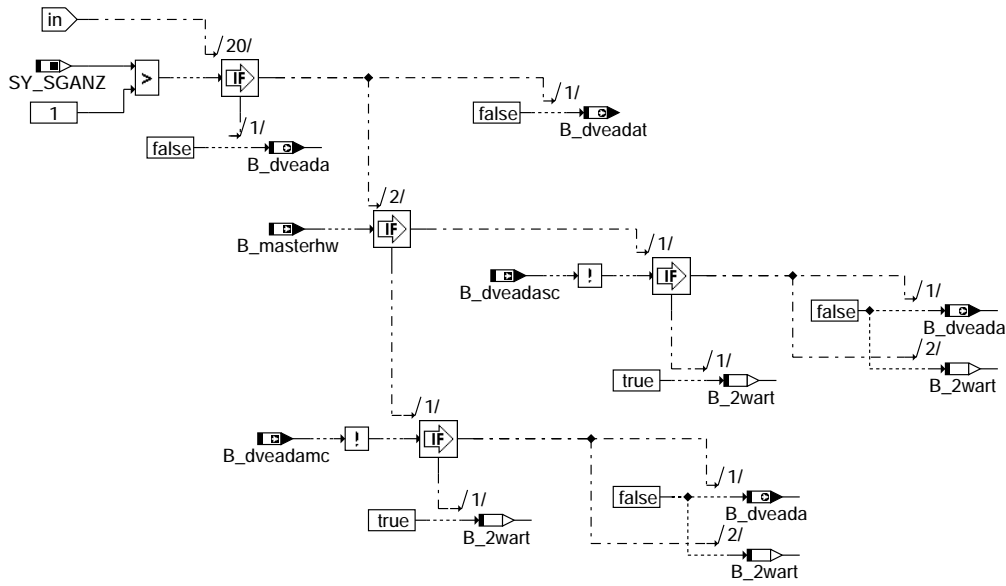 in
/20/
SY_SGANZ
>
IF
1
/1/
false
B_dveadat
/1/
false
B_dveada
/2/
IF
B_masterhw
/1/
B_dveadasc
!
IF
/1/
false
B_dveada
/2/
/1/
true
B_2wart
B_2wart
/1/
IF
B_dveadamc
!
/1/
/1/
false
B_dveada
true
B_2wart
/2/
B_2wart